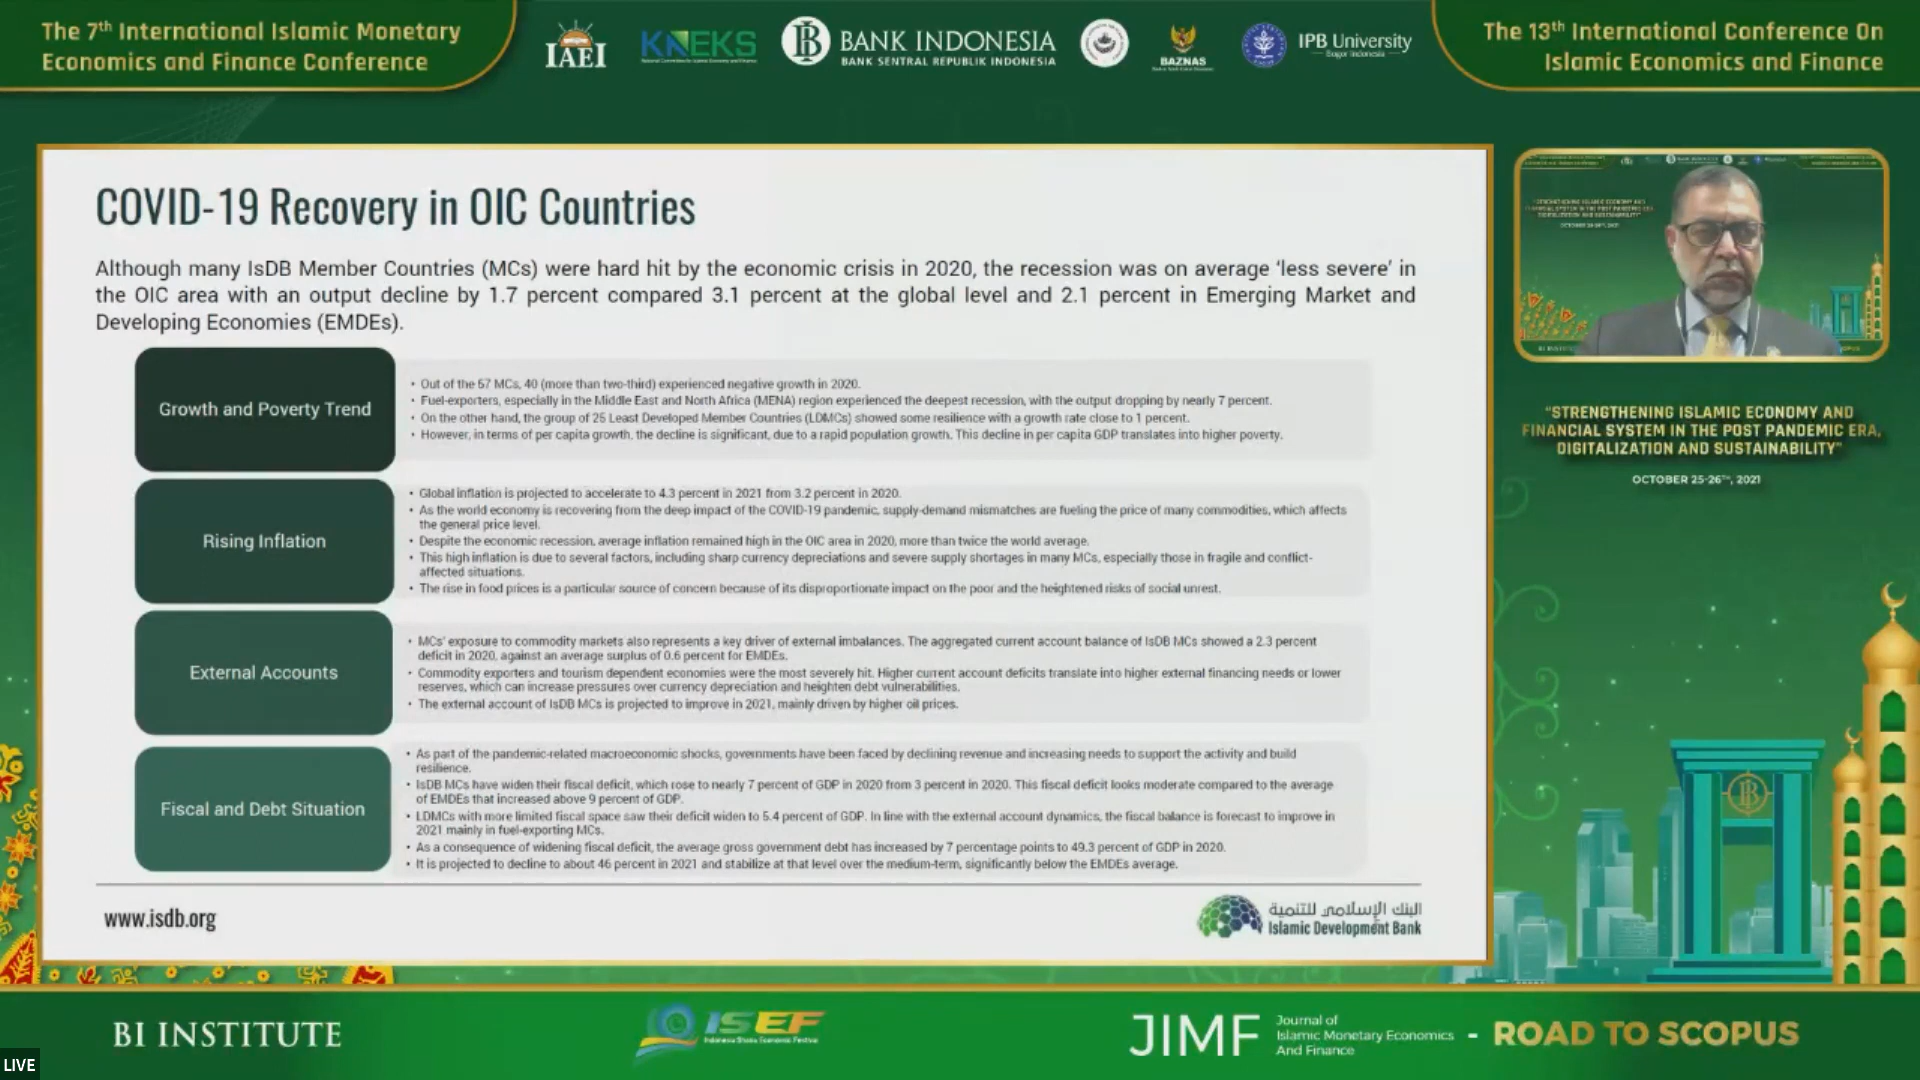 The 7th International Islamic Monetary
Economics and Finance Conference
IAEI
KNEKS
BANK INDONESIA
BANK SENTRAL REPUBLIK INDONESIA
BAZNAS
IPB University
Bogor Indonesia
The 13th International Conference On
Islamic Economics and Finance
COVID-19 Recovery in OIC Countries
Although many IsDB Member Countries (MCs) were hard hit by the economic crisis in 2020, the recession was on average ‘less severe’ in
the OIC area with an output decline by 1.7 percent compared 3.1 percent at the global level and 2.1 percent in Emerging Market and
Developing Economies (EMDEs).
Growth and Poverty Trend
• Out of the 57 MCs, 40 (more than two-third) experienced negative growth in 2020.
• Fuel-exporters, especially in the Middle East and North Africa (MENA) region experienced the deepest recession, with the output dropping by nearly 7 percent.
• On the other hand, the group of 25 Least Developed Member Countries (LDMCs) showed some resilience with a growth rate close to 1 percent.
• However, in terms of per capita growth, the decline is significant, due to a rapid population growth. This decline in per capita GDP translates into higher poverty.
Rising Inflation
• Global inflation is projected to accelerate to 4.3 percent in 2021 from 3.2 percent in 2020.
• As the world economy is recovering from the deep impact of the COVID-19 pandemic, supply-demand mismatches are fueling the price of many commodities, which affects
the general price level.
• Despite the economic recession, average inflation remained high in the OIC area in 2020, more than twice the world average.
• This high inflation is due to several factors, including sharp currency depreciations and severe supply shortages in many MCs, especially those in fragile and conflict-
affected situations.
• The rise in food prices is a particular source of concern because of its disproportionate impact on the poor and the heightened risks of social unrest.
External Accounts
• MCs’ exposure to commodity markets also represents a key driver of external imbalances. The aggregated current account balance of IsDB MCs showed a 2.3 percent
deficit in 2020, against an average surplus of 0.6 percent for EMDEs.
• Commodity exporters and tourism dependent economies were the most severely hit. Higher current account deficits translate into higher external financing needs or lower
reserves, which can increase pressures over currency depreciation and heighten debt vulnerabilities.
• The external account of IsDB MCs is projected to improve in 2021, mainly driven by higher oil prices.
Fiscal and Debt Situation
• As part of the pandemic-related macroeconomic shocks, governments have been faced by declining revenue and increasing needs to support the activity and build
resilience.
• IsDB MCs have widen their fiscal deficit, which rose to nearly 7 percent of GDP in 2020 from 3 percent in 2020. This fiscal deficit looks moderate compared to the average
of EMDEs that increased above 9 percent of GDP.
• LDMCs with more limited fiscal space saw their deficit widen to 5.4 percent of GDP. In line with the external account dynamics, the fiscal balance is forecast to improve in
2021 mainly in fuel-exporting MCs.
• As a consequence of widening fiscal deficit, the average gross government debt has increased by 7 percentage points to 49.3 percent of GDP in 2020.
• It is projected to decline to about 46 percent in 2021 and stabilize at that level over the medium-term, significantly below the EMDEs average.
www.isdb.org
البنك الإسلامي للتنمية
Islamic Development Bank
"STRENGTHENING ISLAMIC ECONOMY AND
FINANCIAL SYSTEM IN THE POST PANDEMIC ERA,
DIGITALIZATION AND SUSTAINABILITY"
OCTOBER 25-26TH, 2021
BI INSTITUTE
ISEF
Indonesia Sharia Economic Festival
JIMF
Journal of
Islamic Monetary Economics
And Finance
- ROAD TO SCOPUS
LIVE